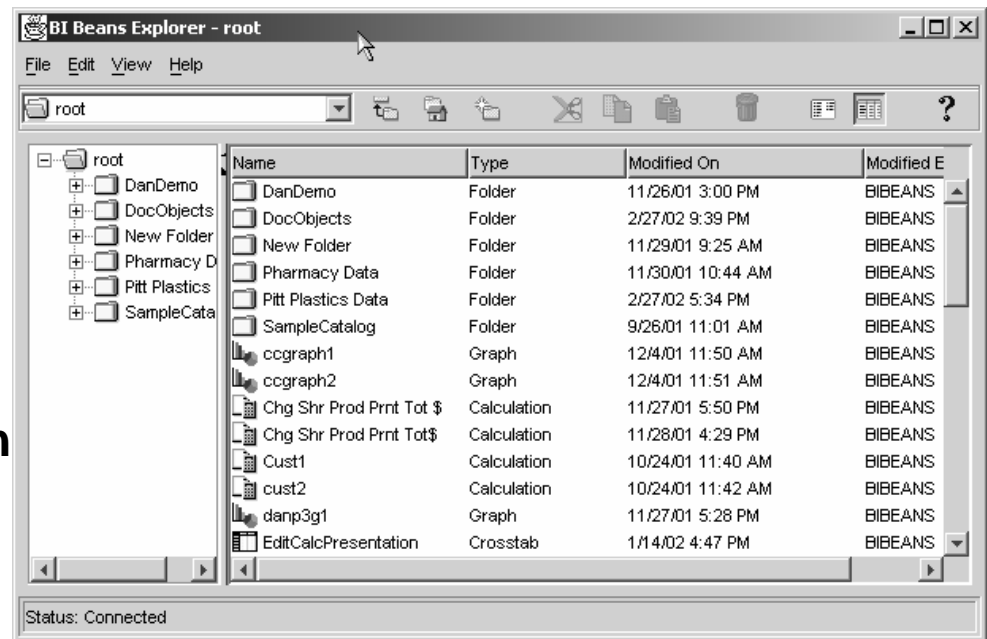 BI Beans Explorer - root
File Edit View Help
root
root
DanDemo
DocObjects
New Folder
Pharmacy D
Pitt Plastics
SampleCata
Name Type Modified On Modified E
DanDemo Folder 11/26/01 3:00 PM BIBEANS
DocObjects Folder 2/27/02 9:39 PM BIBEANS
New Folder Folder 11/29/01 9:25 AM BIBEANS
Pharmacy Data Folder 11/30/01 10:44 AM BIBEANS
Pitt Plastics Data Folder 2/27/02 5:34 PM BIBEANS
SampleCatalog Folder 9/26/01 11:01 AM BIBEANS
ccgraph1 Graph 12/4/01 11:50 AM BIBEANS
ccgraph2 Graph 12/4/01 11:51 AM BIBEANS
Chg Shr Prod Prnt Tot $ Calculation 11/27/01 5:50 PM BIBEANS
Chg Shr Prod Prnt Tot$ Calculation 11/28/01 4:29 PM BIBEANS
Cust1 Calculation 10/24/01 11:40 AM BIBEANS
cust2 Calculation 10/24/01 11:42 AM BIBEANS
danp3g1 Graph 11/27/01 5:28 PM BIBEANS
EditCalcPresentation Crosstab 1/14/02 4:47 PM BIBEANS
Status: Connected